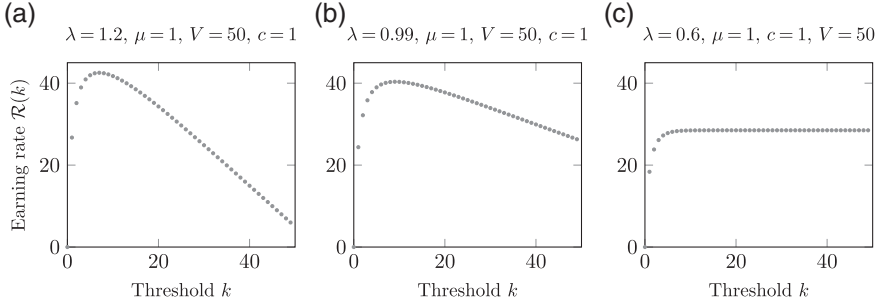 (a)
λ = 1.2, μ = 1, V = 50, c = 1
Earning rate R(k)
40
20
0
0
20
40
Threshold k
(b)
λ = 0.99, μ = 1, V = 50, c = 1
40
20
0
0
20
40
Threshold k
(c)
λ = 0.6, μ = 1, c = 1, V = 50
40
20
0
0
20
40
Threshold k